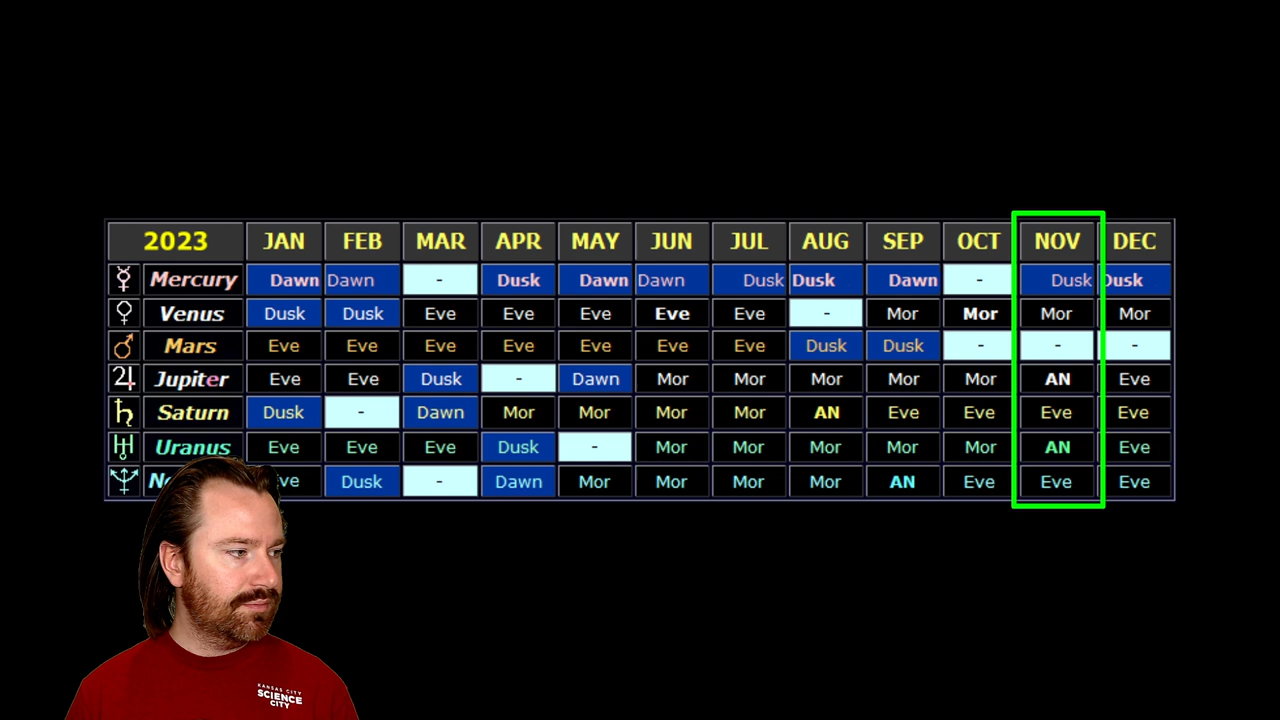 2023 JAN FEB MAR APR MAY JUN JUL AUG SEP OCT NOV DEC
☿ Mercury Dawn Dawn - Dusk Dawn Dawn Dusk Dusk Dawn - Dusk Dusk
♀ Venus Dusk Dusk Eve Eve Eve Eve Eve - Mor Mor Mor Mor
♂ Mars Eve Eve Eve Eve Eve Eve Eve Dusk Dusk - - -
♃ Jupiter Eve Eve Dusk - Dawn Mor Mor Mor Mor Mor AN Eve
♄ Saturn Dusk - Dawn Mor Mor Mor Mor AN Eve Eve Eve Eve
♅ Uranus Eve Eve Eve Dusk - Mor Mor Mor Mor Mor AN Eve
♆ Dusk - Dawn Mor Mor Mor Mor AN Eve Eve Eve
KANSAS CITY
SCIENCE
CITY